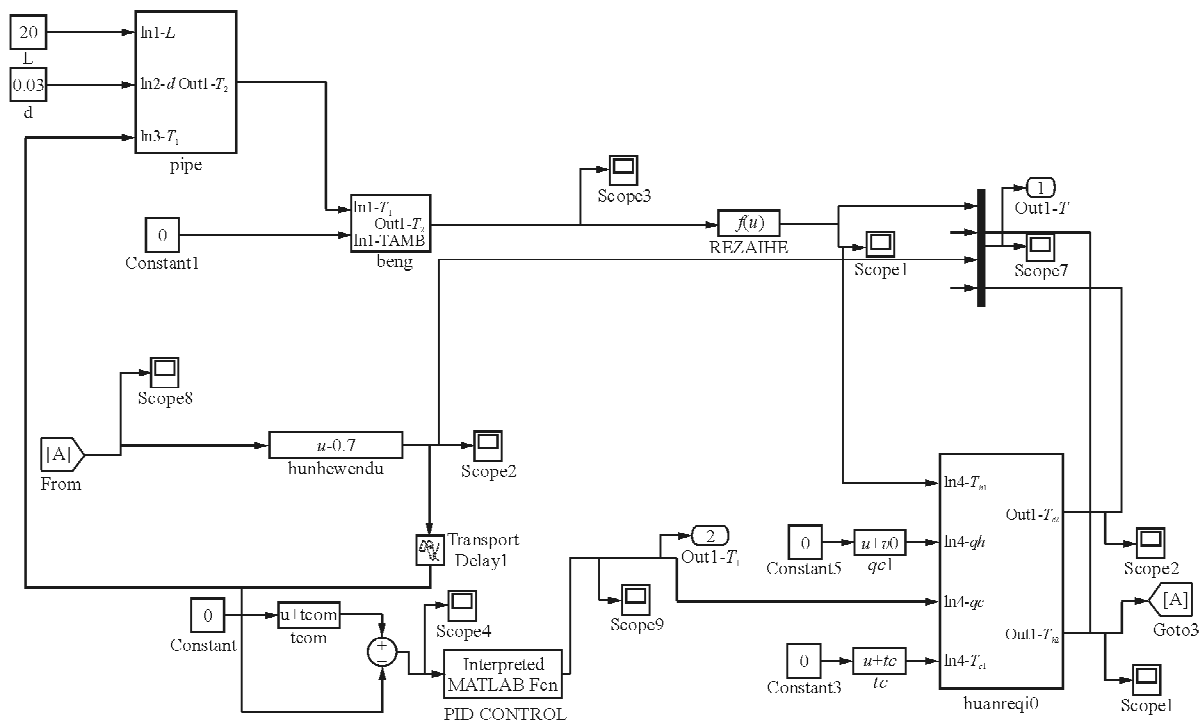 20
L
0.03
d
In1-L
In2-d Out1-T2
In3-T1
pipe
0
Constant1
In1-T1
Out1-T2
In1-TAMB
beng
Scope3
f(u)
REZAIHE
Scope1
1
Out1-T
Scope7
Scope8
[A]
From
u-0.7
hunhewendu
Scope2
Transport
Delay1
0
Constant
u+tcom
tcom
+
−
Scope4
Interpreted
MATLAB Fcn
PID CONTROL
2
Out1-T1
Scope9
0
Constant5
u+v0
qc1
0
Constant3
u+tc
tc
In4-Th1
In4-qh
In4-qc
In4-Tc1
Out1-Tc2
Out1-Th2
huanreqi0
Scope2
[A]
Goto3
Scope1